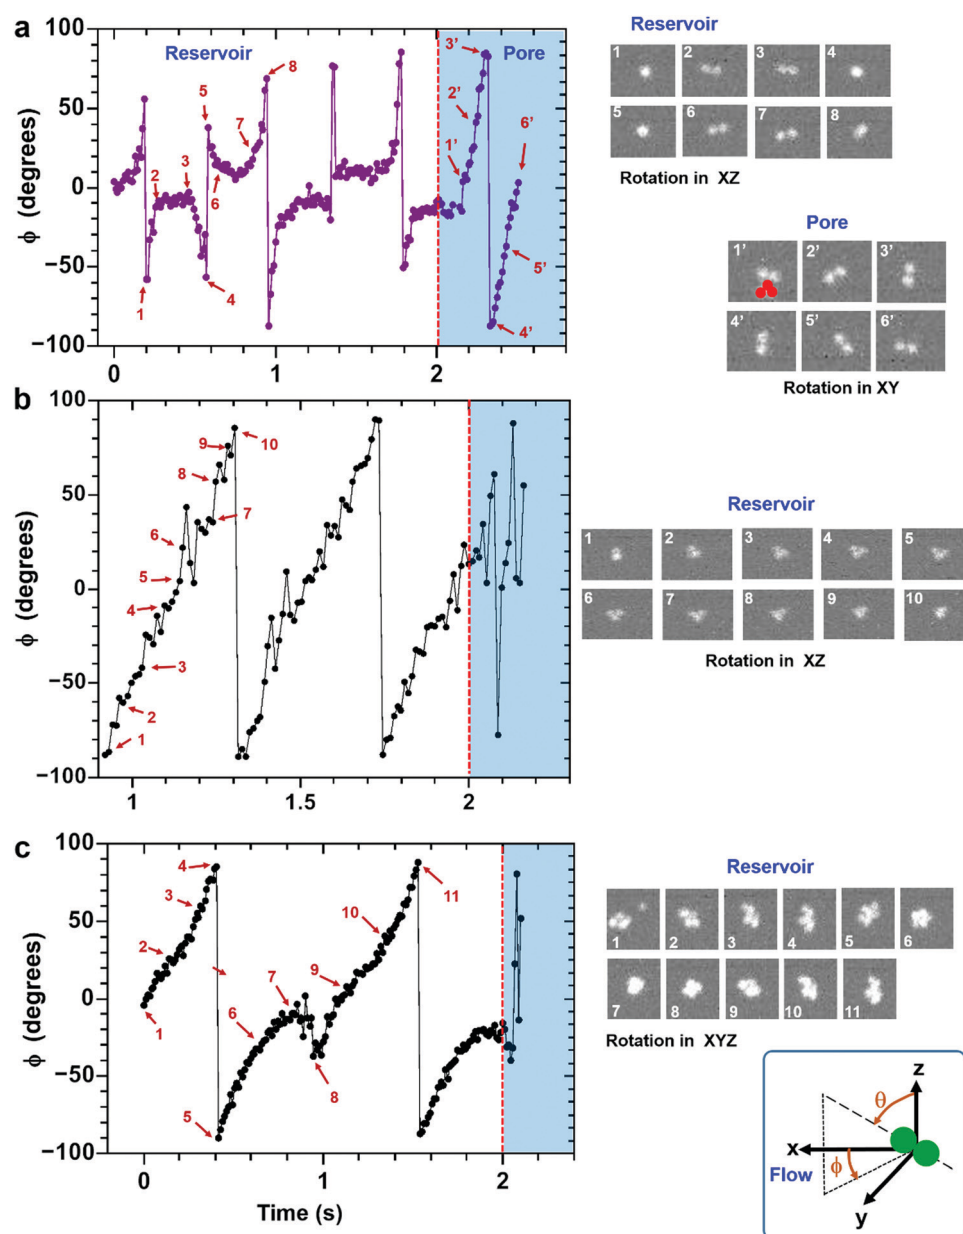 a
Reservoir
Pore
100
50
0
−50
−100
ϕ (degrees)
0
1
2
1
2
3
4
5
6
7
8
1’
2’
3’
4’
5’
6’
Reservoir
1 2 3 4
5 6 7 8
Rotation in XZ
Pore
1’ 2’ 3’
4’ 5’ 6’
Rotation in XY
b
100
50
0
−50
−100
ϕ (degrees)
1
1.5
2
1
2
3
4
5
6
7
8
9
10
Reservoir
1 2 3 4 5
6 7 8 9 10
Rotation in XZ
c
100
50
0
−50
−100
ϕ (degrees)
0
1
2
Time (s)
1
2
3
4
5
6
7
8
9
10
11
Reservoir
1 2 3 4 5 6
7 8 9 10 11
Rotation in XYZ
z
θ
x
Flow
ϕ
y